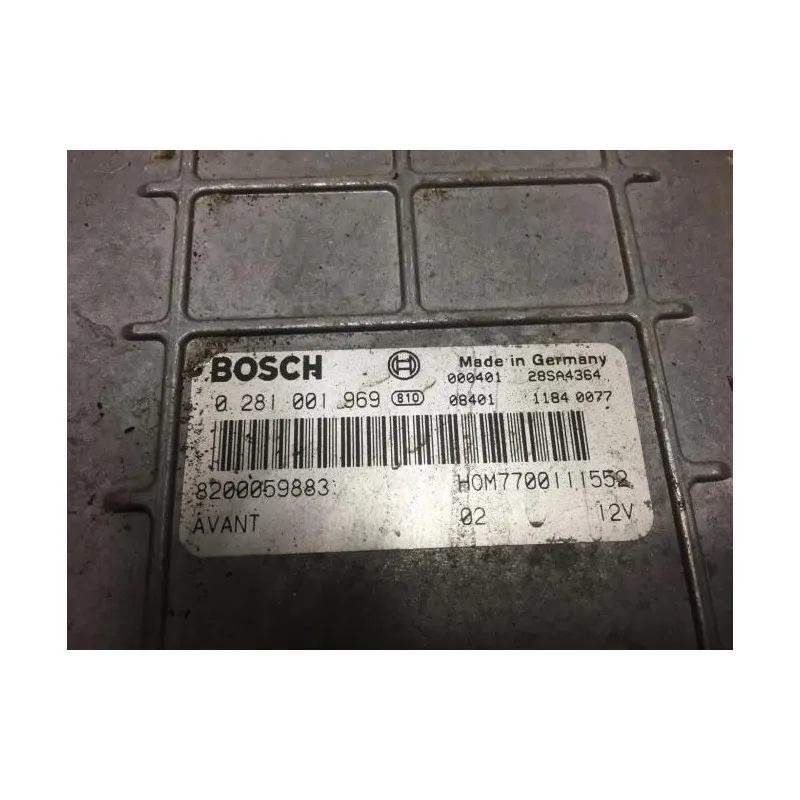 BOSCH Made in Germany
000401 28SA4364
0 281 001 969 810 08401 1184 0077
8200059883 HOM7700111552
AVANT 02 12V